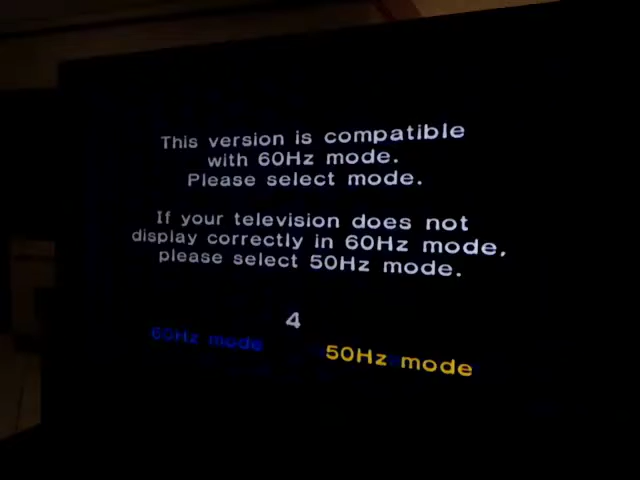 This version is compatible
with 60Hz mode.
Please select mode.
If your television does not
display correctly in 60Hz mode,
please select 50Hz mode.
4
60Hz mode
50Hz mode